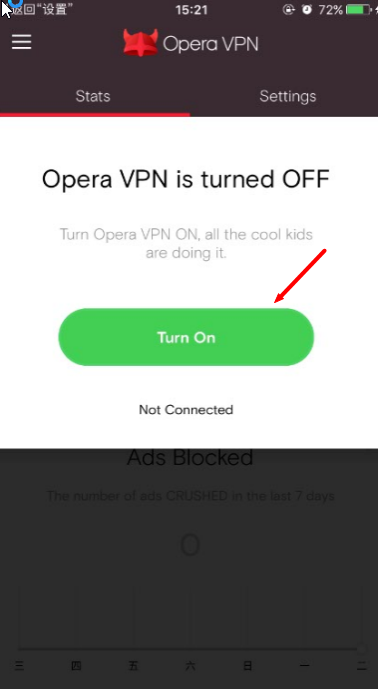 返回“设置”
15:21
72%
Opera VPN
Stats
Settings
Opera VPN is turned OFF
Turn Opera VPN ON, all the cool kids
are doing it.
Turn On
Not Connected
Ads Blocked
The number of ads CRUSHED in the last 7 days
0
三 四 五 六 日 一 二